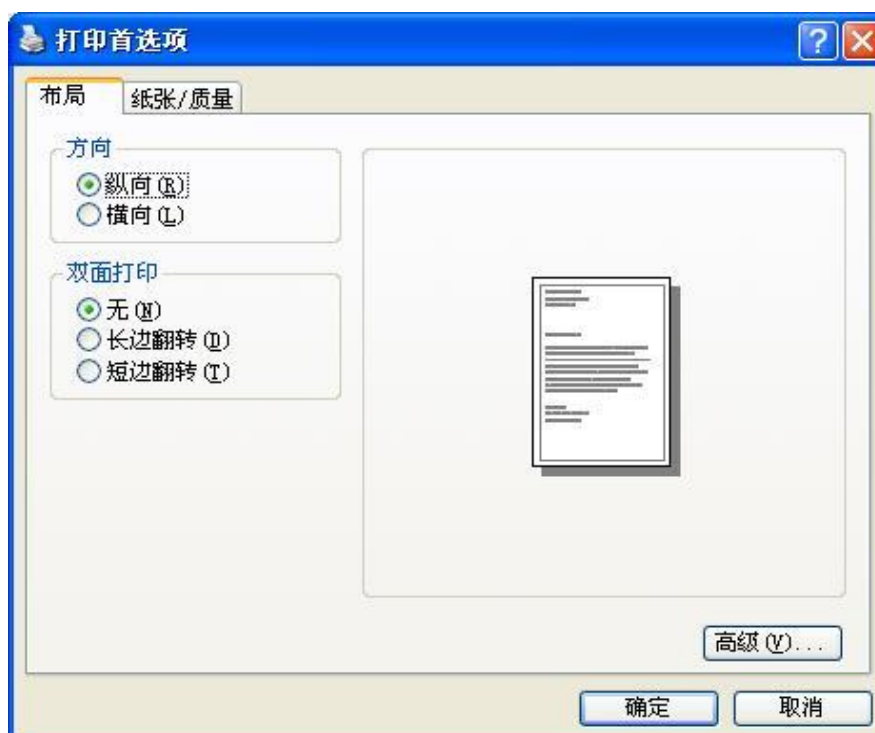 打印首选项
布局
纸张/质量
方向
纵向(R)
横向(L)
双面打印
无(N)
长边翻转(D)
短边翻转(T)
高级(V)...
确定
取消